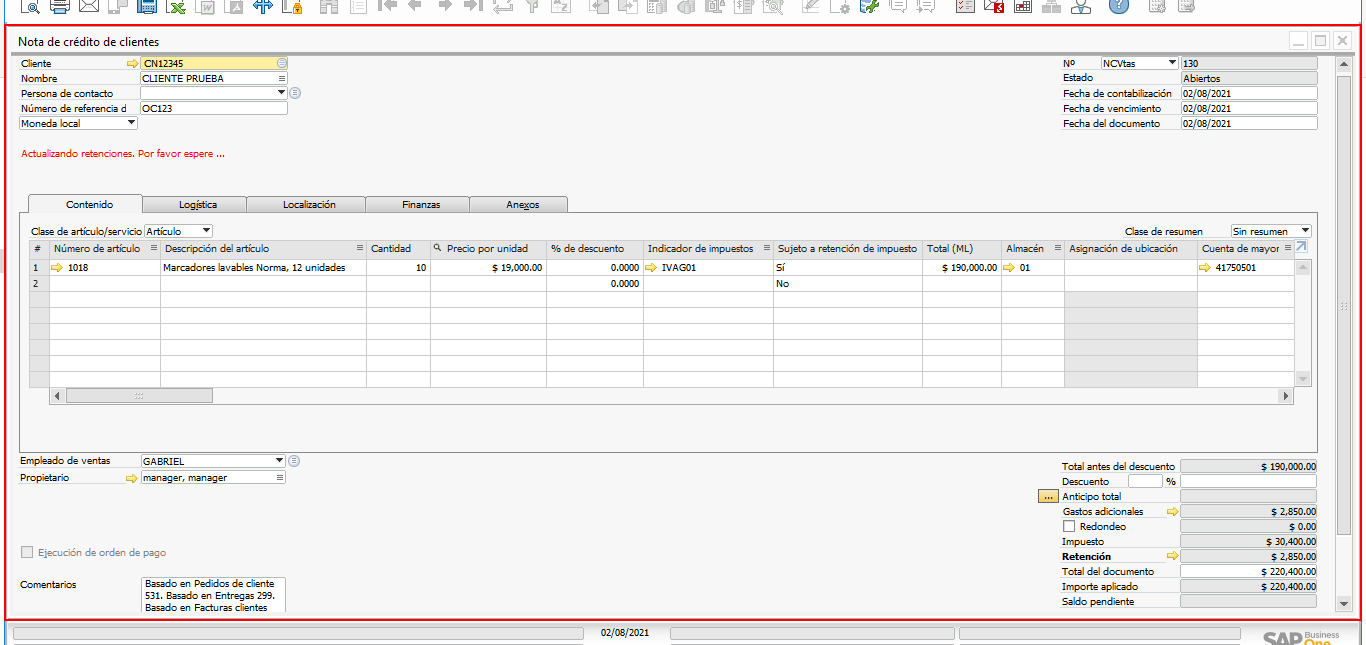 Nota de crédito de clientes
Cliente CN12345
Nombre CLIENTE PRUEBA
Persona de contacto
Número de referencia d OC123
Moneda local
Nº NCVtas 130
Estado Abiertos
Fecha de contabilización 02/08/2021
Fecha de vencimiento 02/08/2021
Fecha del documento 02/08/2021
Actualizando retenciones. Por favor espere ...
Contenido Logística Localización Finanzas Anexos
Clase de artículo/servicio Artículo Clase de resumen Sin resumen
# Número de artículo Descripción del artículo Cantidad Precio por unidad % de descuento Indicador de impuestos Sujeto a retención de impuesto Total (ML) Almacén Asignación de ubicación Cuenta de mayor
1 1018 Marcadores lavables Norma, 12 unidades 10 $ 19,000.00 0.0000 IVAG01 Sí $ 190,000.00 01 41750501
2 0.0000 No
Empleado de ventas GABRIEL
Propietario manager, manager
Ejecución de orden de pago
Comentarios Basado en Pedidos de cliente
531. Basado en Entregas 299.
Basado en Facturas clientes
Total antes del descuento $ 190,000.00
Descuento %
... Anticipo total
Gastos adicionales $ 2,850.00
Redondeo $ 0.00
Impuesto $ 30,400.00
Retención $ 2,850.00
Total del documento $ 220,400.00
Importe aplicado $ 220,400.00
Saldo pendiente
02/08/2021
SAP Business
One